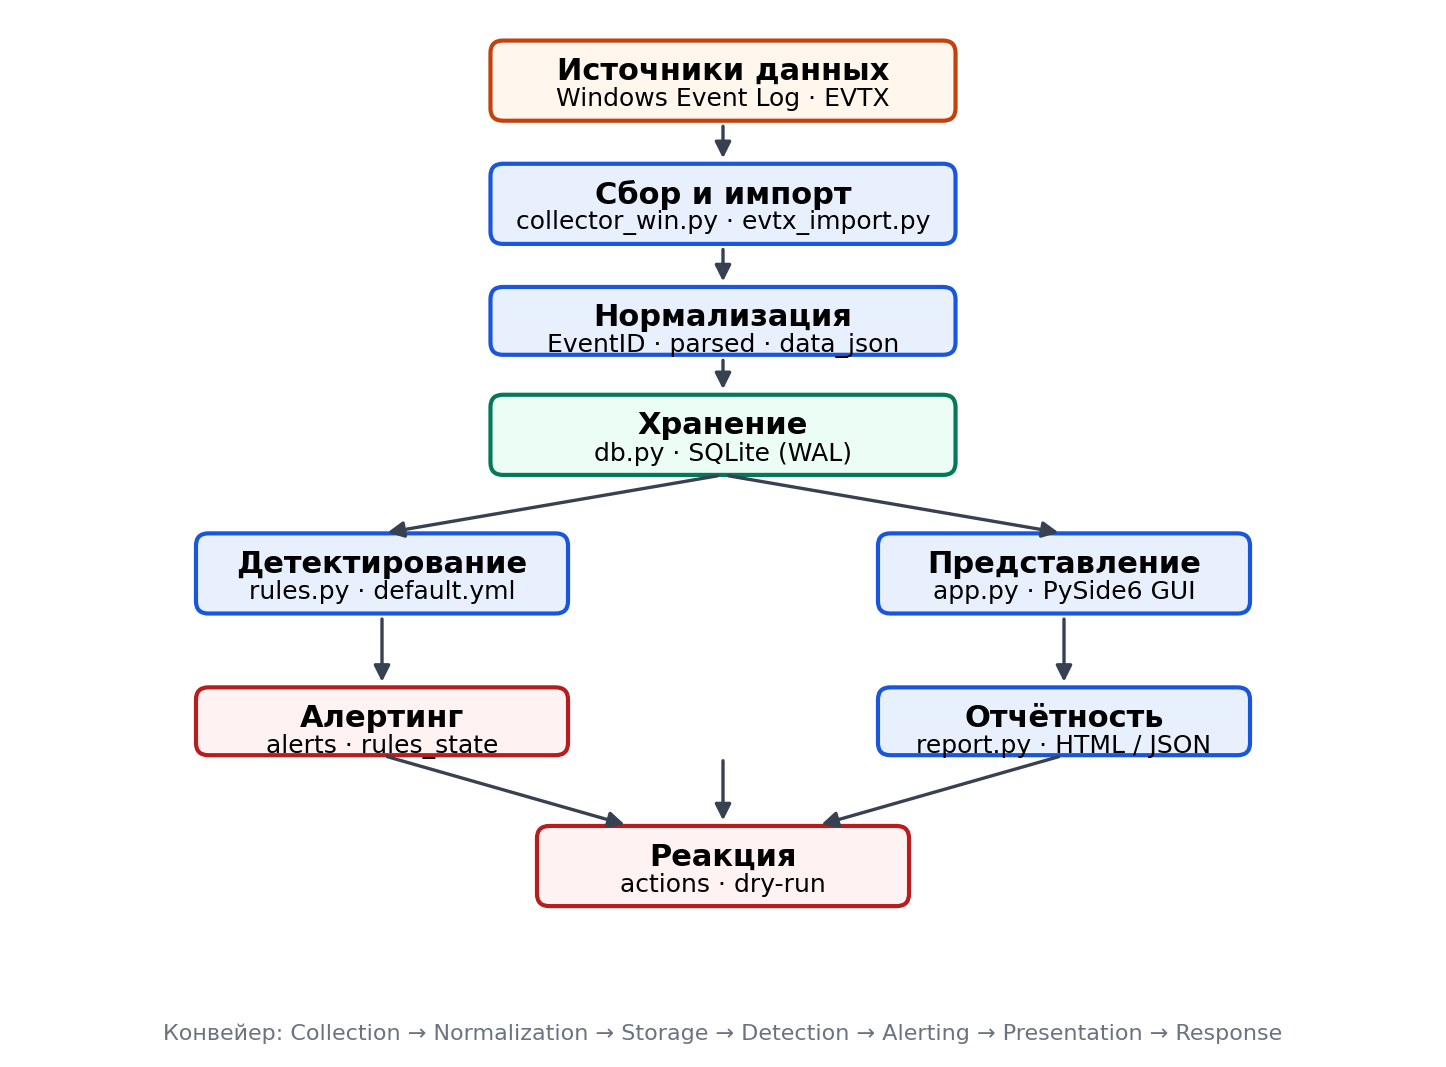 Источники данных
Windows Event Log · EVTX
Сбор и импорт
collector_win.py · evtx_import.py
Нормализация
EventID · parsed · data_json
Хранение
db.py · SQLite (WAL)
Детектирование
rules.py · default.yml
Представление
app.py · PySide6 GUI
Алертинг
alerts · rules_state
Отчётность
report.py · HTML / JSON
Реакция
actions · dry-run
Конвейер: Collection → Normalization → Storage → Detection → Alerting → Presentation → Response